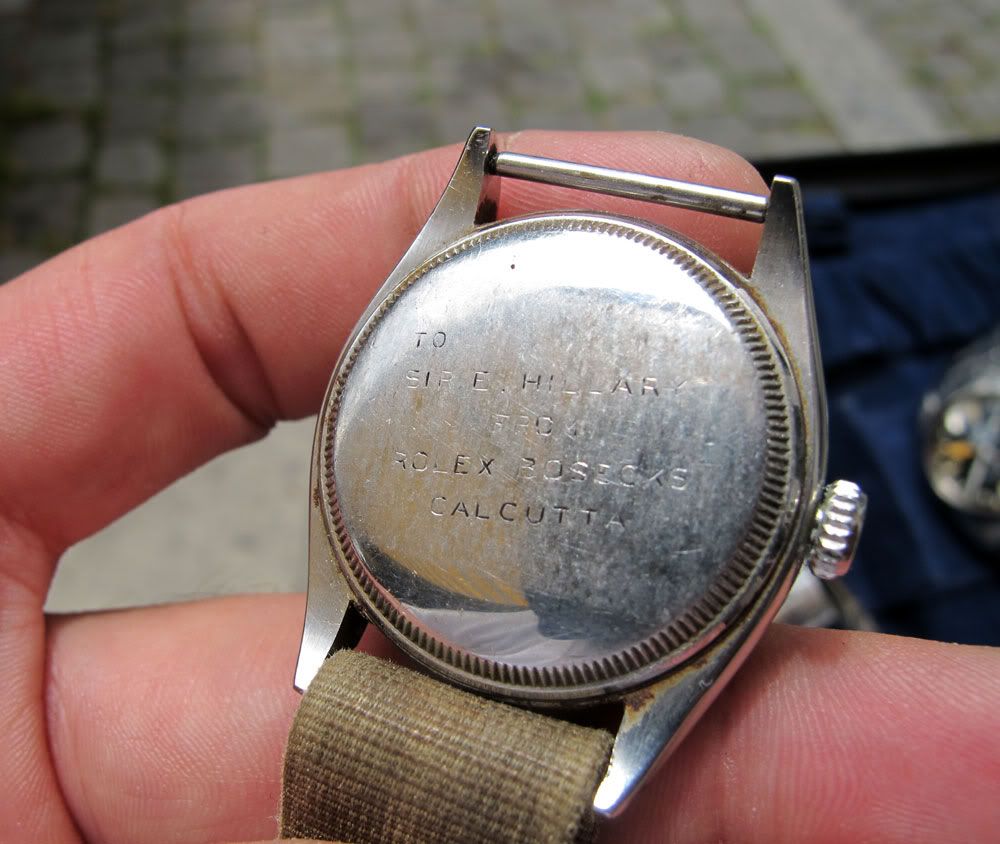 TO
SIR E. HILLARY
FROM
ROLEX BOSECKS
CALCUTTA